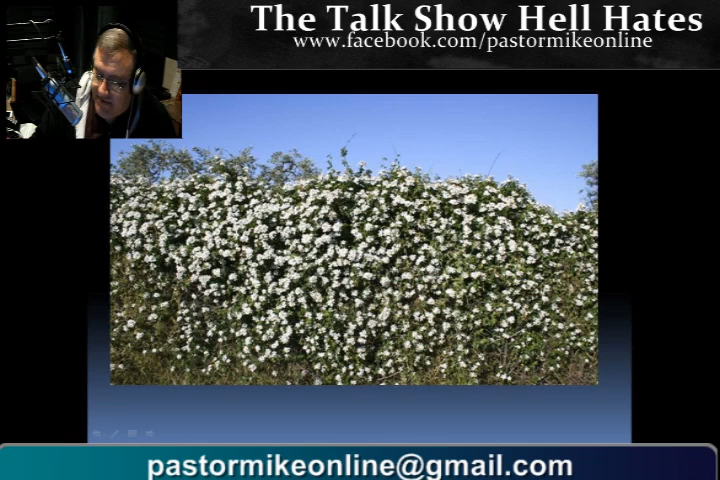 The Talk Show Hell Hates
www.facebook.com/pastormikeonline
pastormikeonline@gmail.com